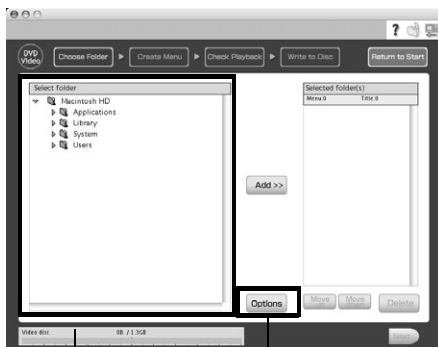 DVD
Video
Choose Folder
Create Menu
Check Playback
Write to Disc
Return to Start
Select folder
Macintosh HD
Applications
Library
System
Users
Add >>
Options
Selected folder(s)
Menu:0 Title:0
Move
Move
Delete
Video disc 0B / 1.3GB
Next